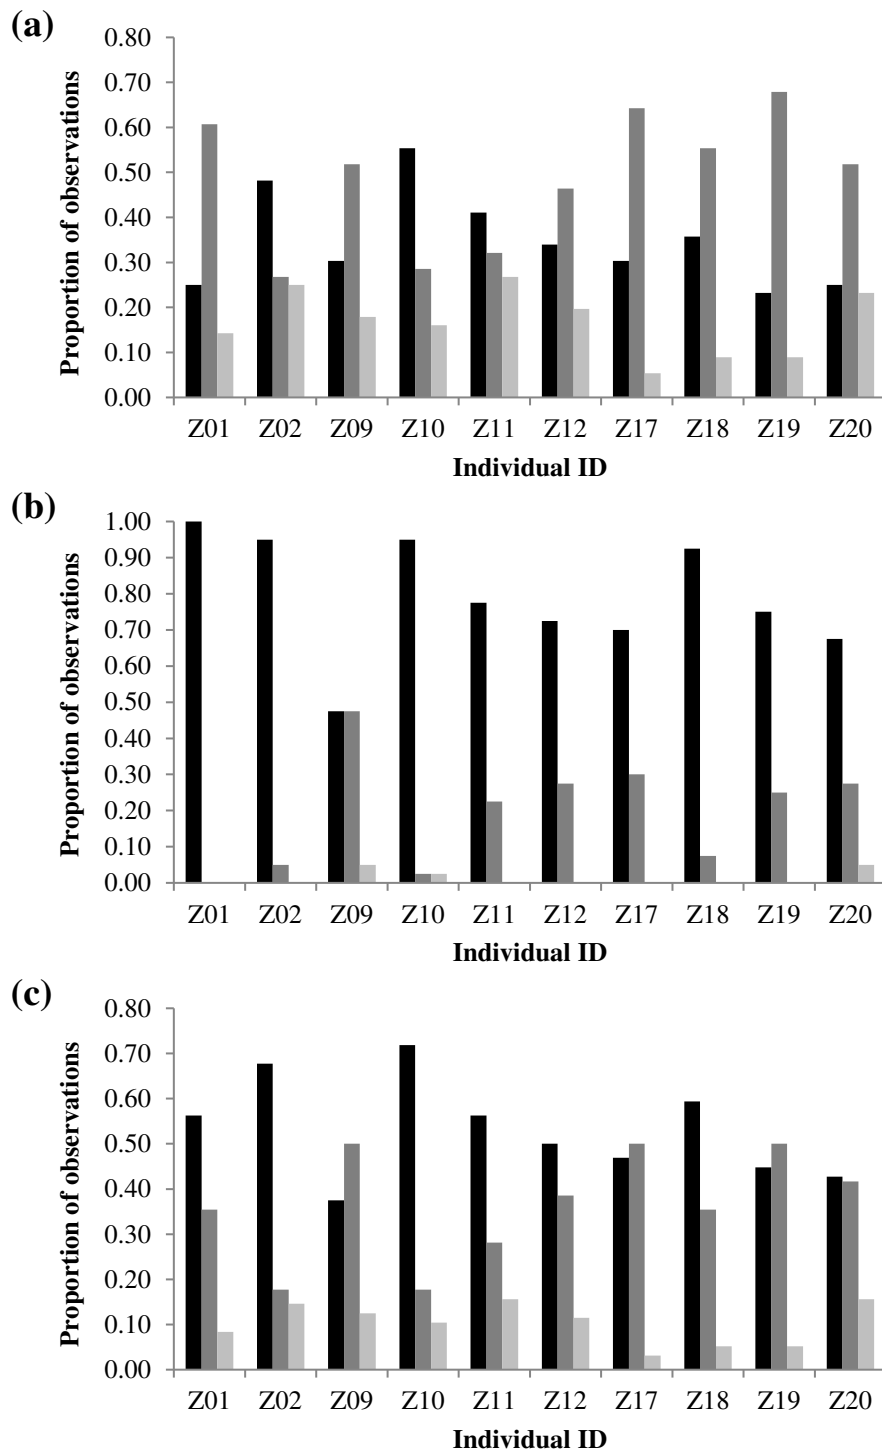 (a)
Proportion of observations
0.80
0.70
0.60
0.50
0.40
0.30
0.20
0.10
0.00
Z01 Z02 Z09 Z10 Z11 Z12 Z17 Z18 Z19 Z20
Individual ID
(b)
Proportion of observations
1.00
0.90
0.80
0.70
0.60
0.50
0.40
0.30
0.20
0.10
0.00
Z01 Z02 Z09 Z10 Z11 Z12 Z17 Z18 Z19 Z20
Individual ID
(c)
Proportion of observations
0.80
0.70
0.60
0.50
0.40
0.30
0.20
0.10
0.00
Z01 Z02 Z09 Z10 Z11 Z12 Z17 Z18 Z19 Z20
Individual ID